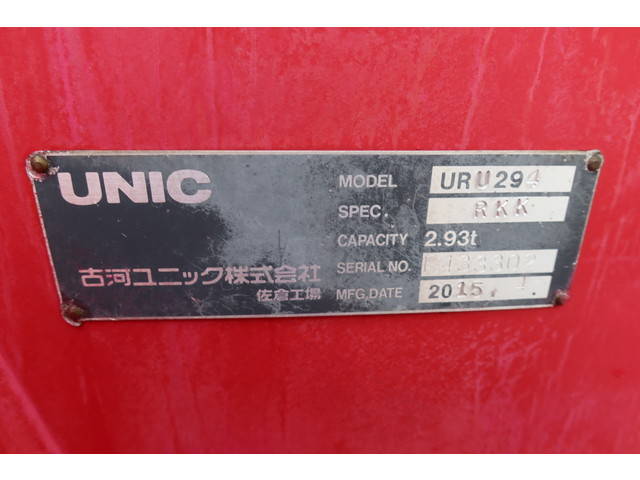 UNIC
MODEL URU294
SPEC. RKK
CAPACITY 2.93t
古河ユニック株式会社
佐倉工場
SERIAL NO.
MFG.DATE 2015. 1.